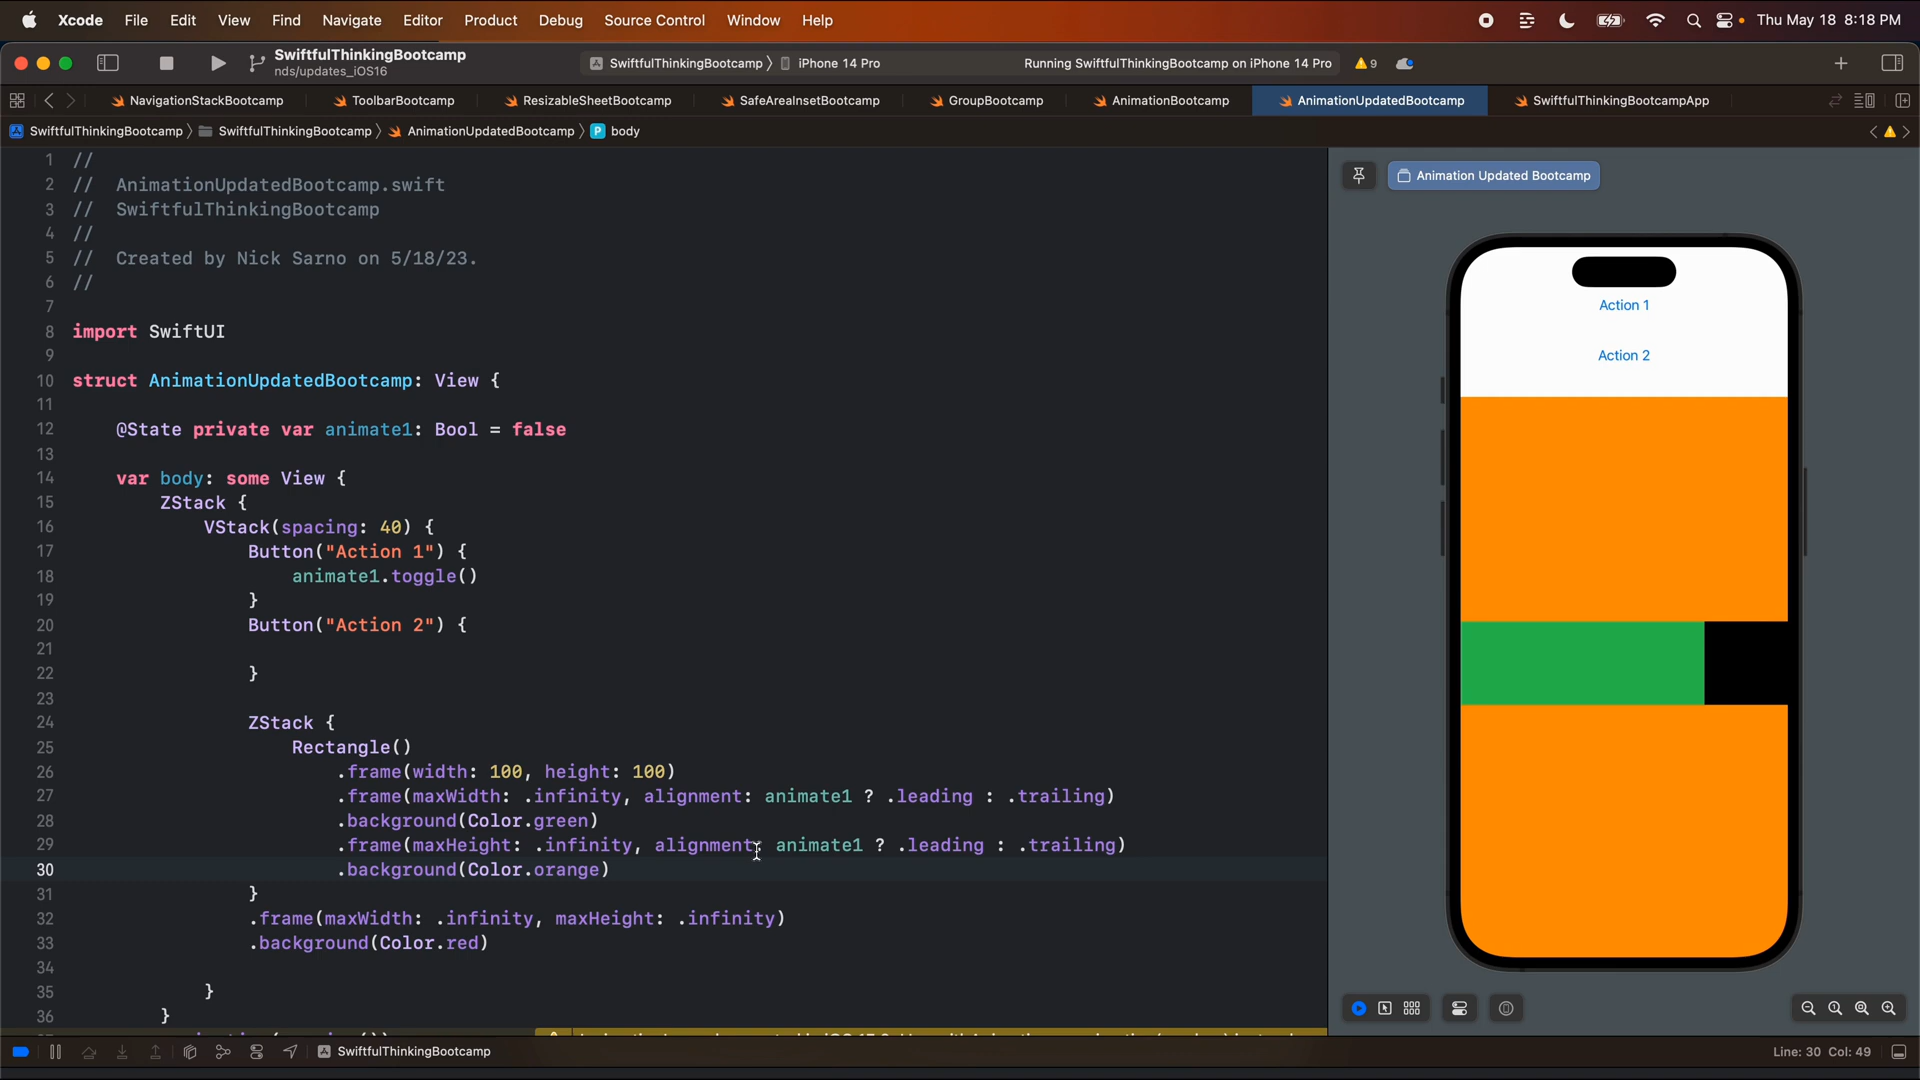 Xcode File Edit View Find Navigate Editor Product Debug Source Control Window Help Thu May 18 8:18 PM
SwiftfulThinkingBootcamp
nds/updates_iOS16
SwiftfulThinkingBootcamp 〉 iPhone 14 Pro Running SwiftfulThinkingBootcamp on iPhone 14 Pro 9
NavigationStackBootcamp ToolbarBootcamp ResizableSheetBootcamp SafeAreaInsetBootcamp GroupBootcamp AnimationBootcamp AnimationUpdatedBootcamp SwiftfulThinkingBootcampApp
SwiftfulThinkingBootcamp 〉 SwiftfulThinkingBootcamp 〉 AnimationUpdatedBootcamp 〉 P body
1 //
2 // AnimationUpdatedBootcamp.swift
3 // SwiftfulThinkingBootcamp
4 //
5 // Created by Nick Sarno on 5/18/23.
6 //
7
8 import SwiftUI
9
10 struct AnimationUpdatedBootcamp: View {
11
12 @State private var animate1: Bool = false
13
14 var body: some View {
15 ZStack {
16 VStack(spacing: 40) {
17 Button("Action 1") {
18 animate1.toggle()
19 }
20 Button("Action 2") {
21
22 }
23
24 ZStack {
25 Rectangle()
26 .frame(width: 100, height: 100)
27 .frame(maxWidth: .infinity, alignment: animate1 ? .leading : .trailing)
28 .background(Color.green)
29 .frame(maxHeight: .infinity, alignment: animate1 ? .leading : .trailing)
30 .background(Color.orange)
31 }
32 .frame(maxWidth: .infinity, maxHeight: .infinity)
33 .background(Color.red)
34
35 }
36 }
Animation Updated Bootcamp
Action 1
Action 2
SwiftfulThinkingBootcamp
Line: 30 Col: 49